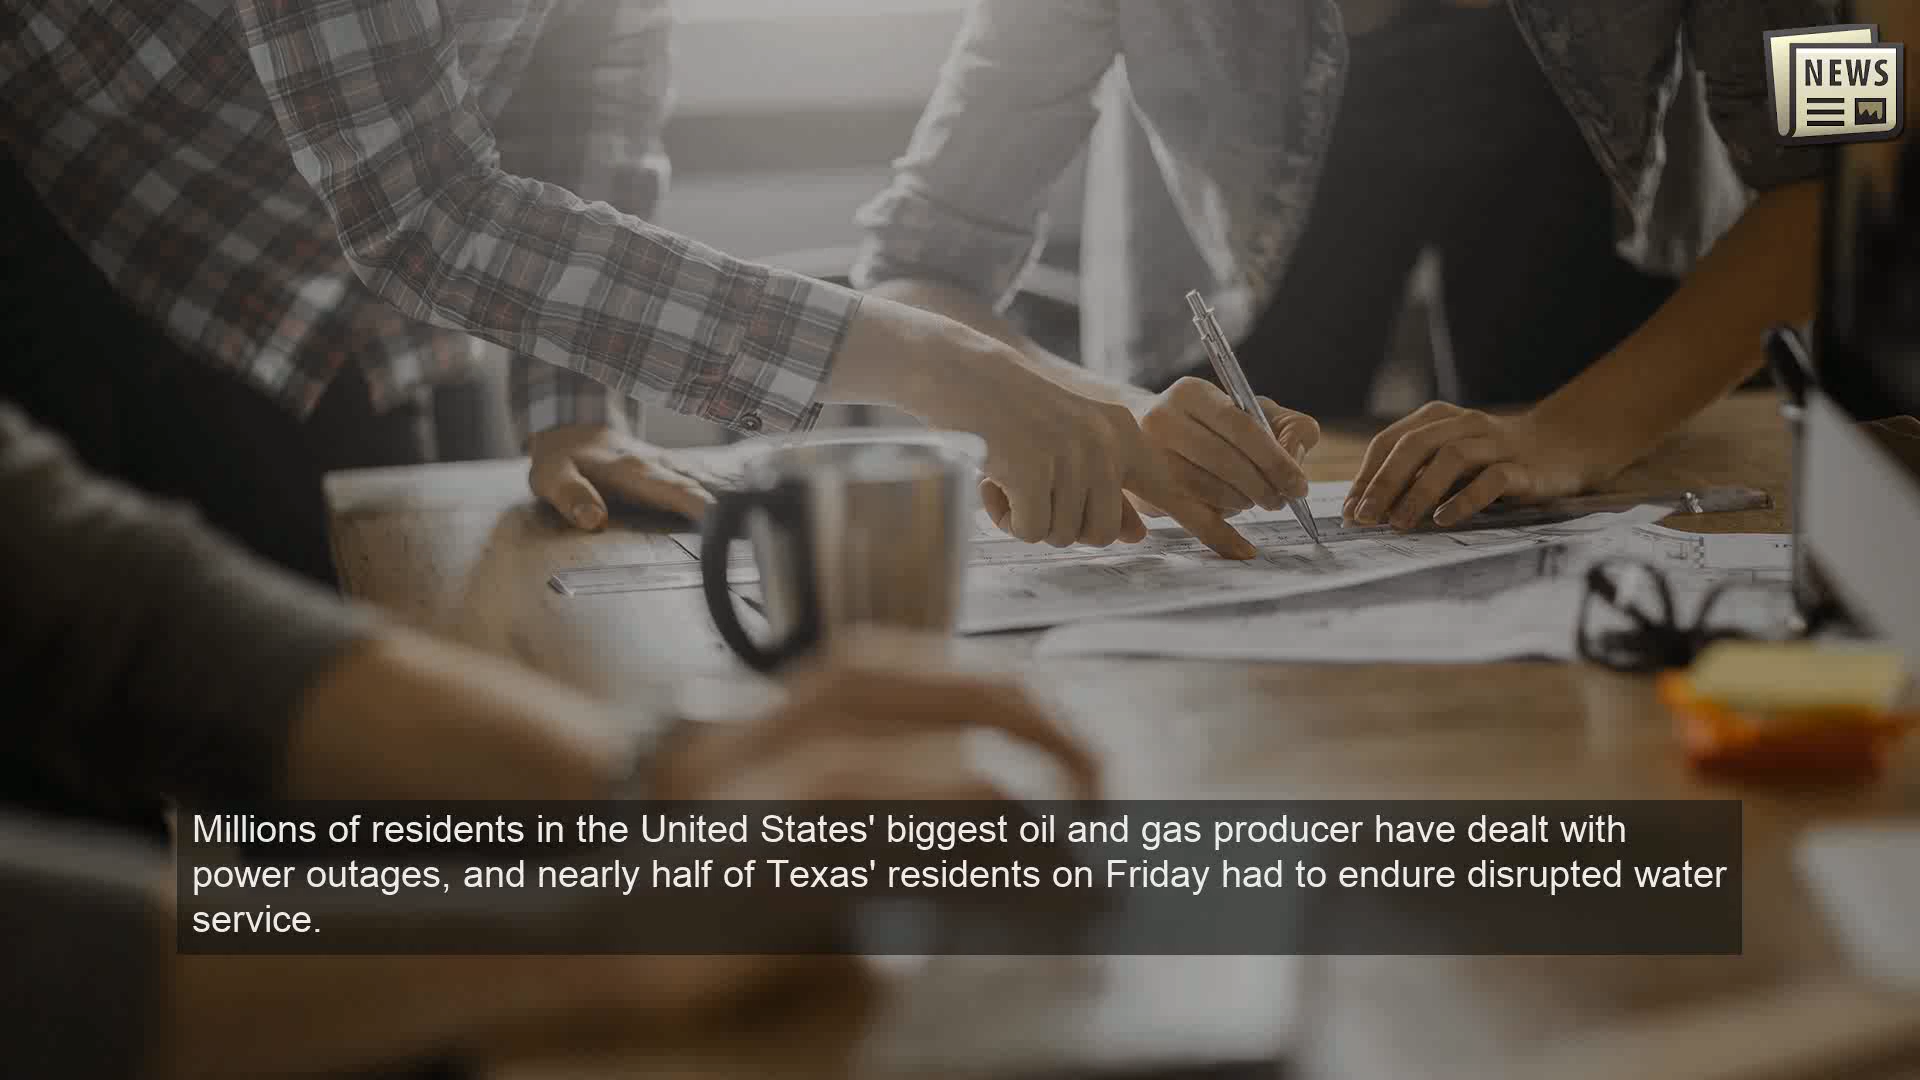 NEWS
Millions of residents in the United States' biggest oil and gas producer have dealt with
power outages, and nearly half of Texas' residents on Friday had to endure disrupted water
service.